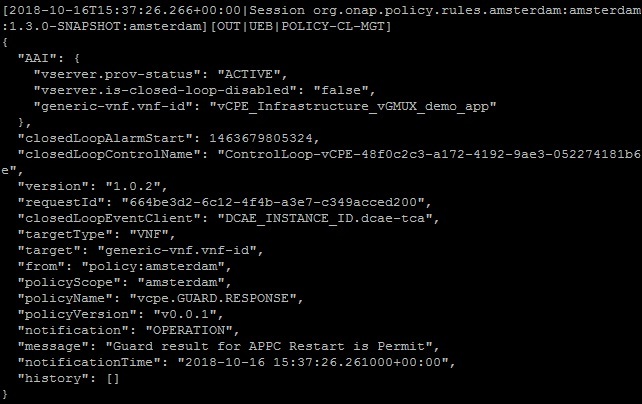 [2018-10-16T15:37:26.266+00:00|Session org.onap.policy.rules.amsterdam:amsterdam
:1.3.0-SNAPSHOT:amsterdam][OUT|UEB|POLICY-CL-MGT]
{
  "AAI": {
    "vserver.prov-status": "ACTIVE",
    "vserver.is-closed-loop-disabled": "false",
    "generic-vnf.vnf-id": "vCPE_Infrastructure_vGMUX_demo_app"
  },
  "closedLoopAlarmStart": 1463679805324,
  "closedLoopControlName": "ControlLoop-vCPE-48f0c2c3-a172-4192-9ae3-052274181b6
e",
  "version": "1.0.2",
  "requestId": "664be3d2-6c12-4f4b-a3e7-c349acced200",
  "closedLoopEventClient": "DCAE_INSTANCE_ID.dcae-tca",
  "targetType": "VNF",
  "target": "generic-vnf.vnf-id",
  "from": "policy:amsterdam",
  "policyScope": "amsterdam",
  "policyName": "vcpe.GUARD.RESPONSE",
  "policyVersion": "v0.0.1",
  "notification": "OPERATION",
  "message": "Guard result for APPC Restart is Permit",
  "notificationTime": "2018-10-16 15:37:26.261000+00:00",
  "history": []
}